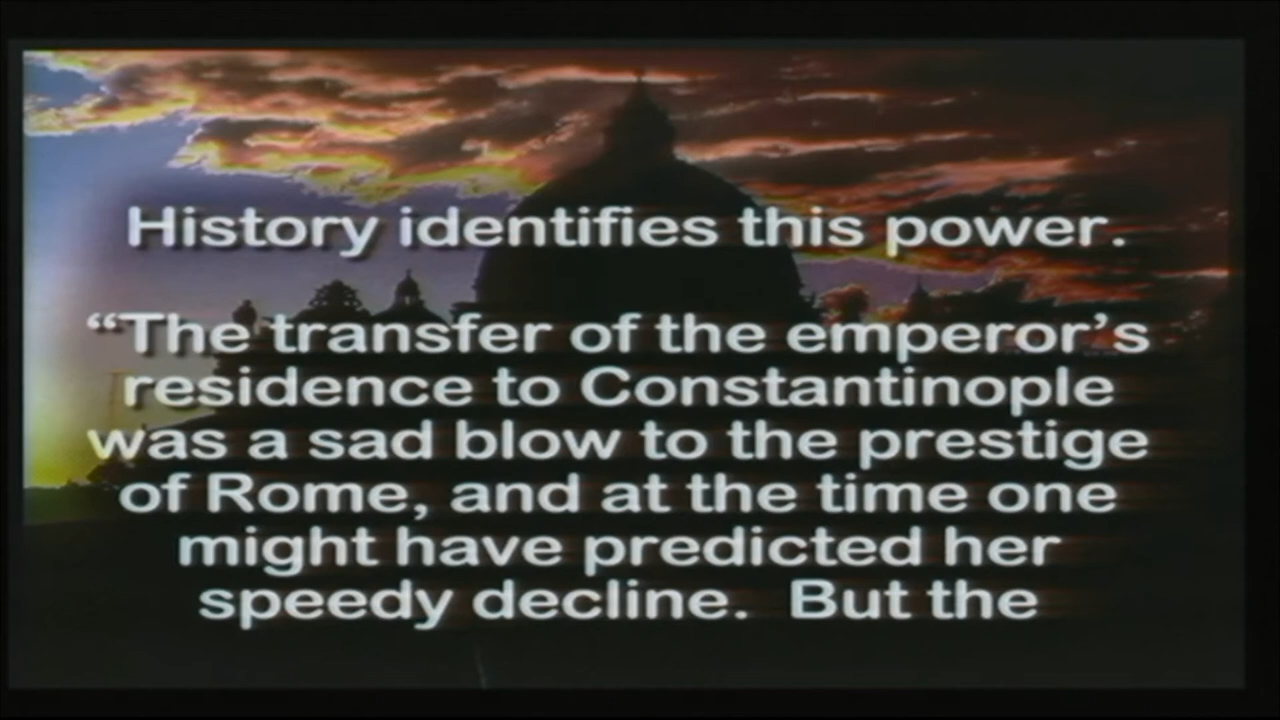 History identifies this power.
“The transfer of the emperor’s
residence to Constantinople
was a sad blow to the prestige
of Rome, and at the time one
might have predicted her
speedy decline.  But the